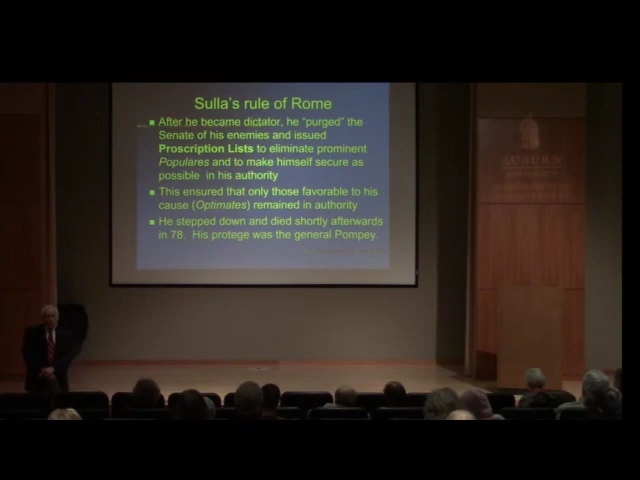 Sulla's rule of Rome
■ After he became dictator, he "purged" the
Senate of his enemies and issued
Proscription Lists to eliminate prominent
Populares and to make himself secure as
possible in his authority
■ This ensured that only those favorable to his
cause (Optimates) remained in authority
■ He stepped down and died shortly afterwards
in 78. His protege was the general Pompey.
AUBURN